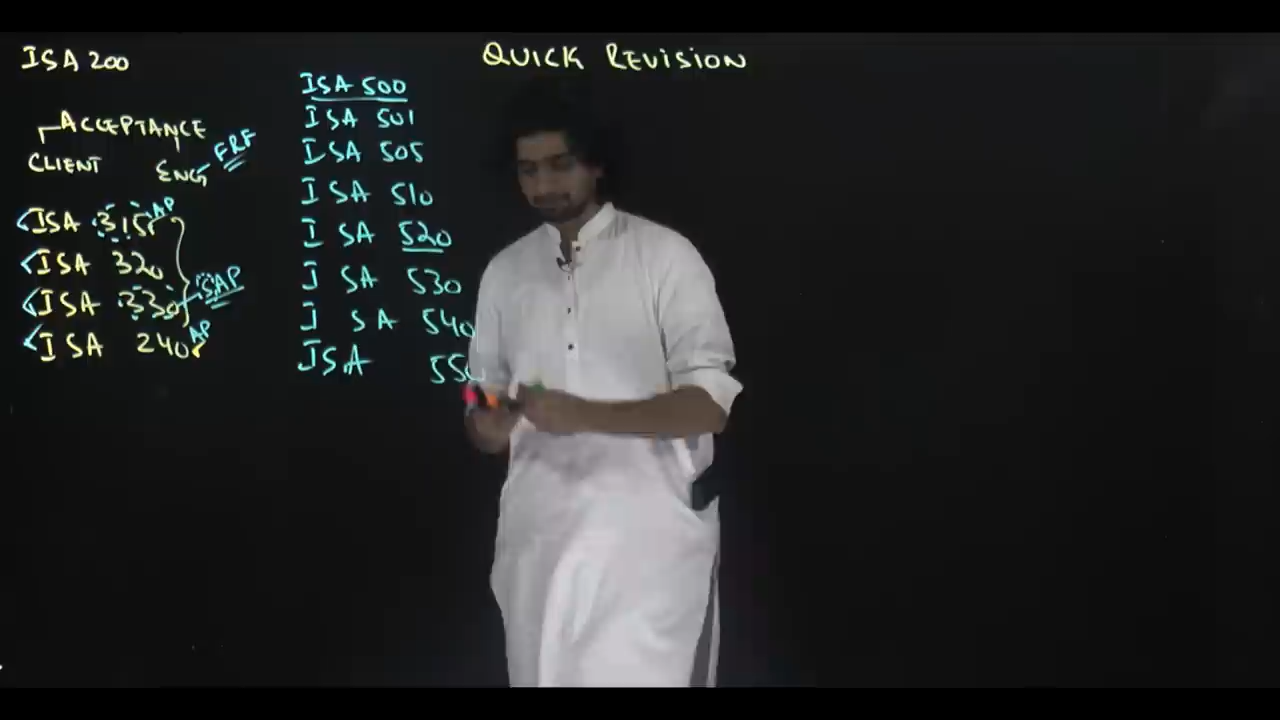 ISA 200
QUICK REVISION
ACCEPTANCE
CLIENT ENG FRF
ISA 315 AP
ISA 320
ISA 330 SAP
ISA 240 AP
ISA 500
ISA 501
ISA 505
ISA 510
ISA 520
ISA 530
ISA 540
ISA 550